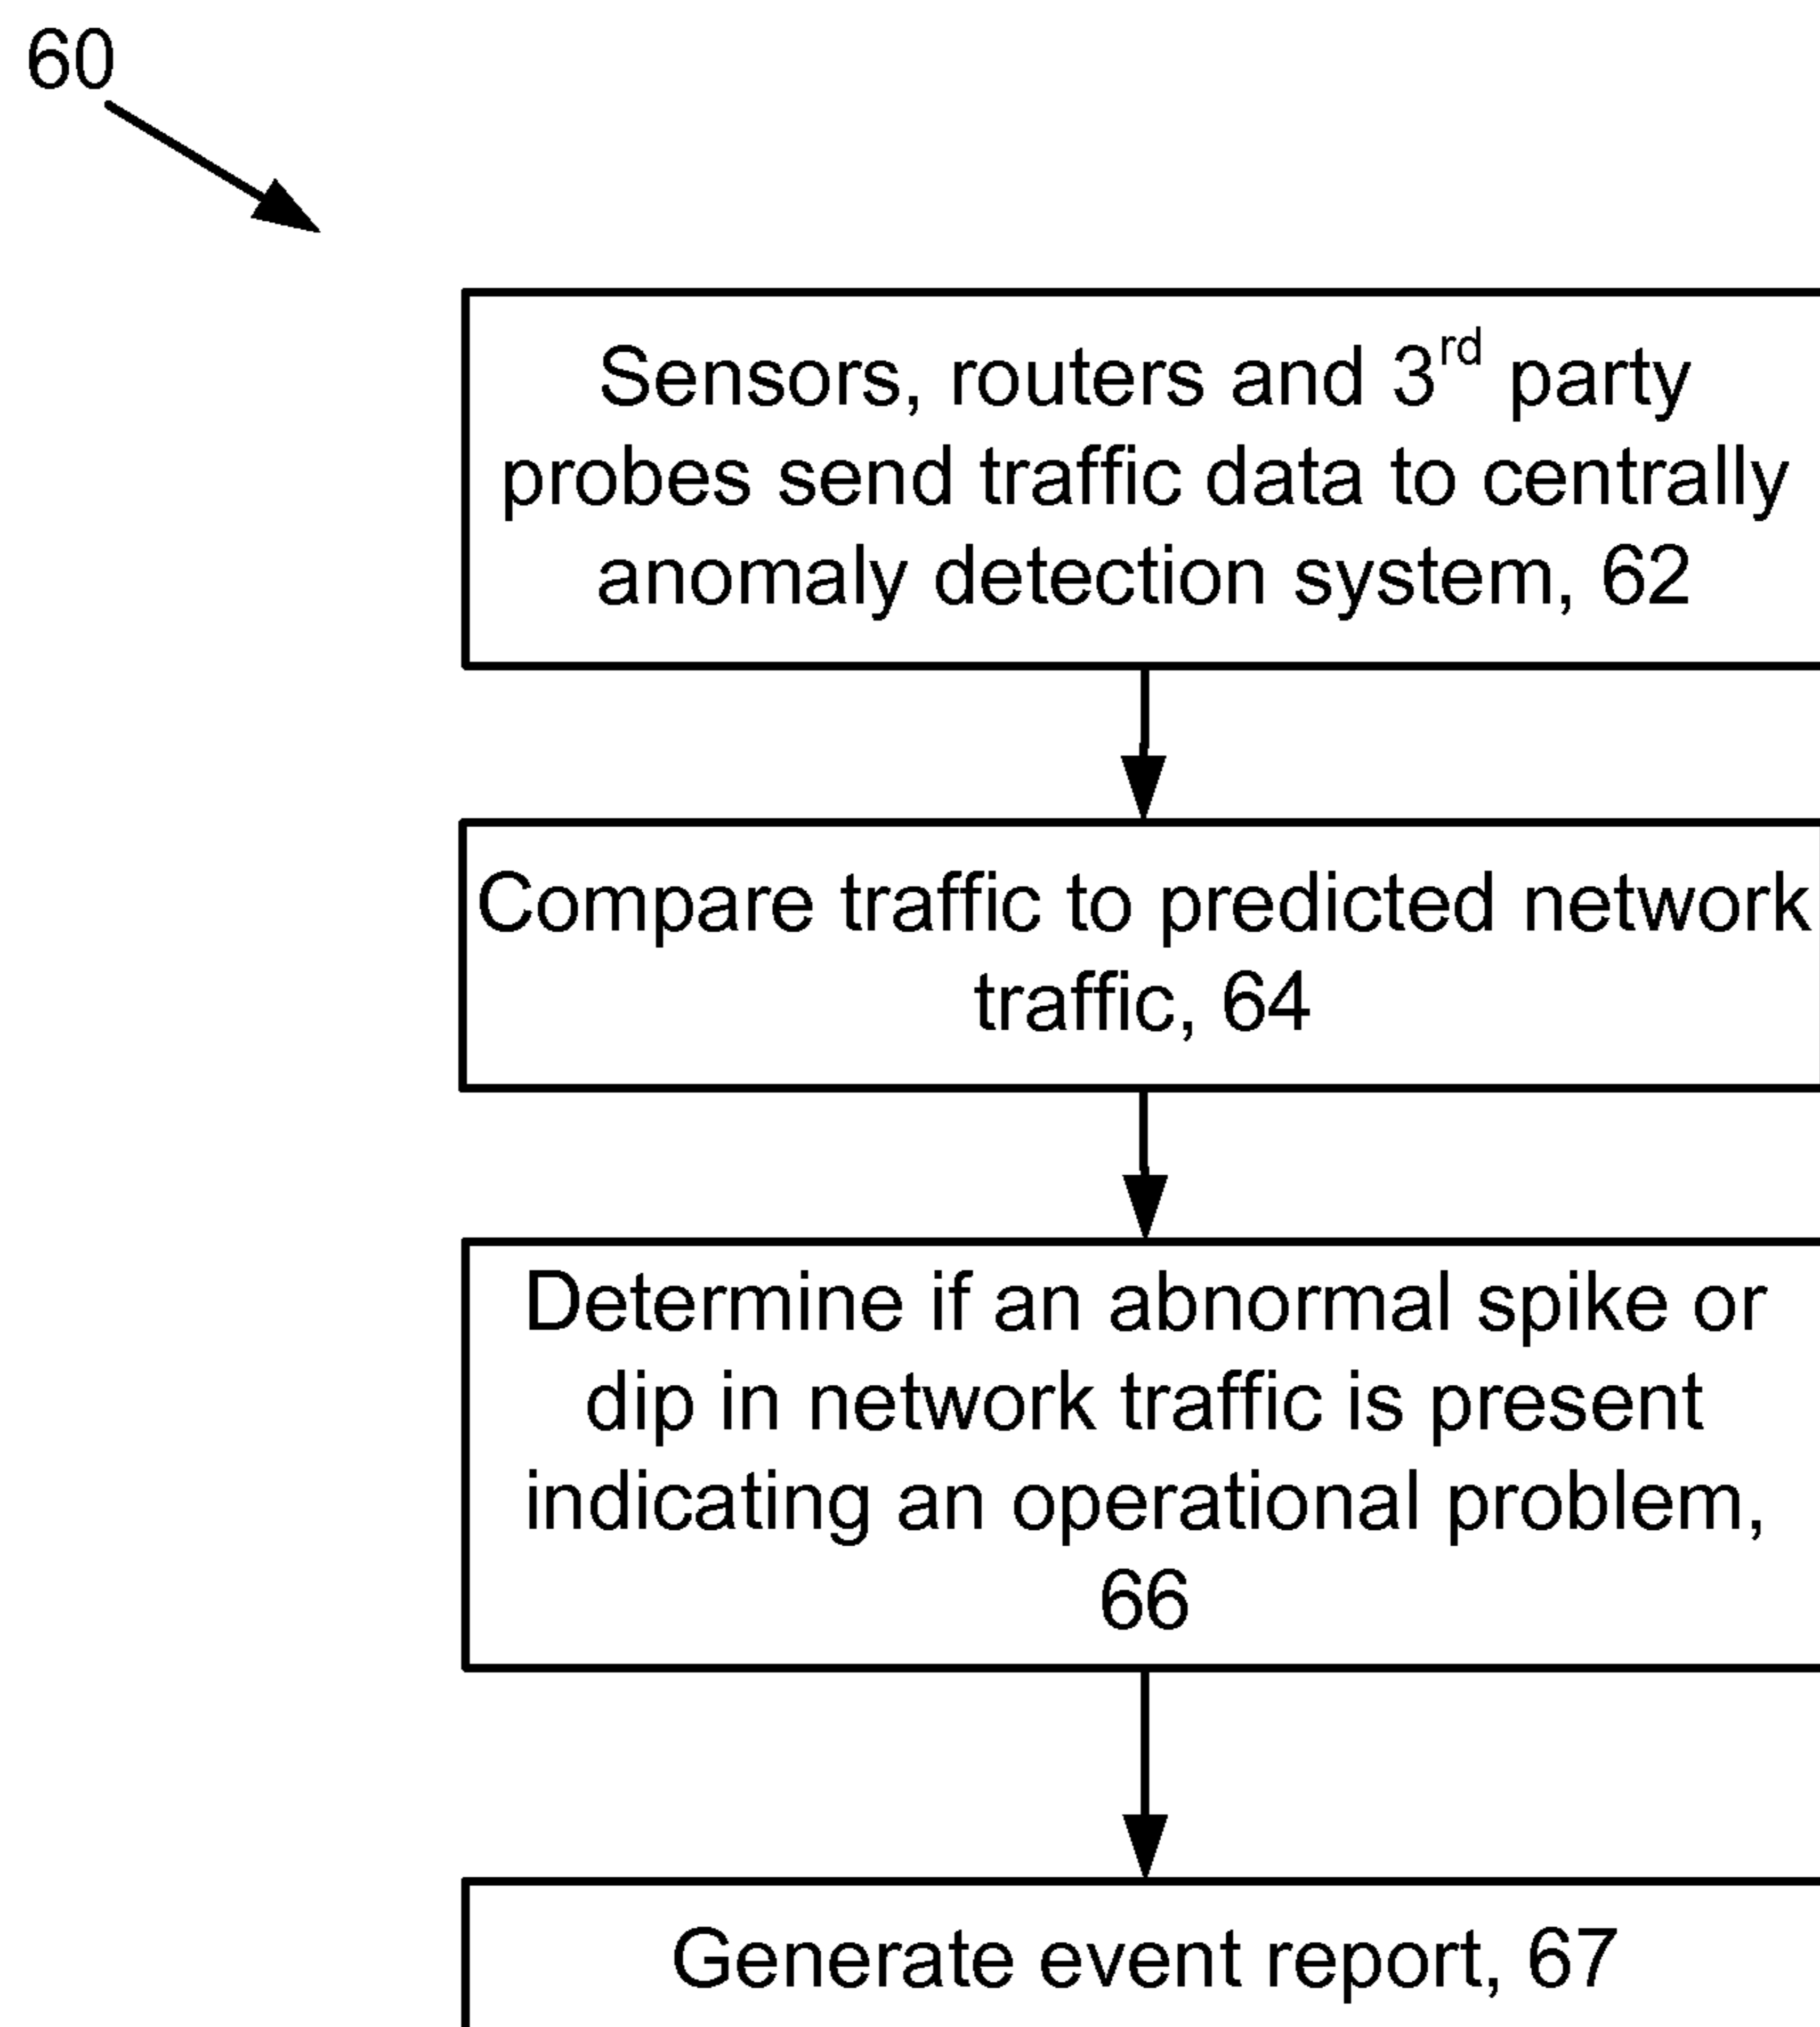 60
Sensors, routers and 3rd party
probes send traffic data to centrally
anomaly detection system, 62
Compare traffic to predicted network
traffic, 64
Determine if an abnormal spike or
dip in network traffic is present
indicating an operational problem,
66
Generate event report, 67